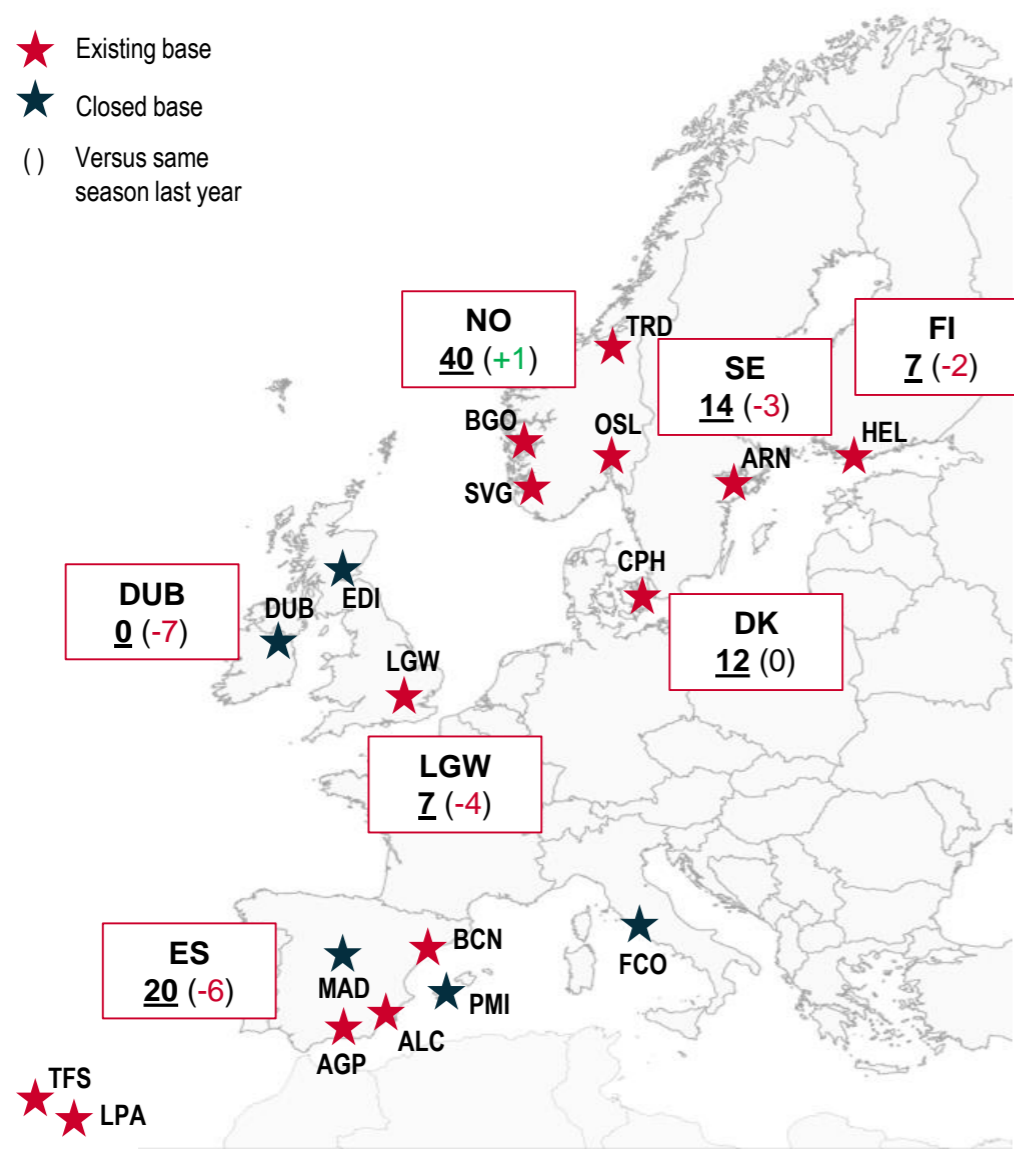 Existing base
Closed base
( ) Versus same
season last year
NO
40 (+1)
TRD
SE
14 (-3)
FI
7 (-2)
BGO
OSL
HEL
ARN
SVG
CPH
DUB
0 (-7)
DUB
EDI
DK
12 (0)
LGW
LGW
7 (-4)
ES
20 (-6)
BCN
MAD
PMI
FCO
ALC
AGP
TFS
LPA